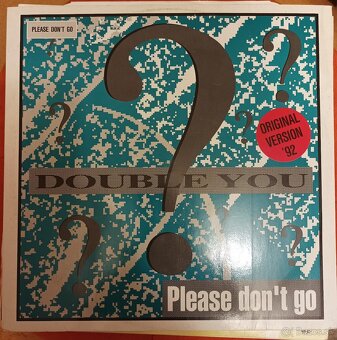 PLEASE DON'T GO
ORIGINAL
VERSION
'92
DOUBLE YOU
Please don't go